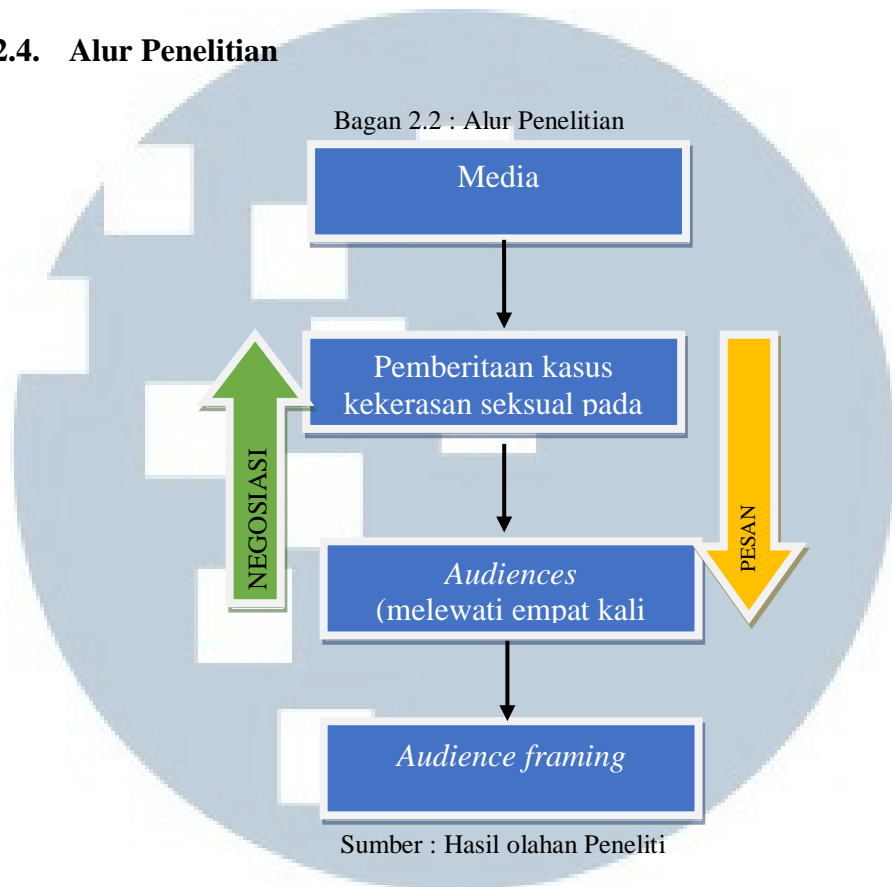 2.4. Alur Penelitian
Bagan 2.2 : Alur Penelitian
Media
Pemberitaan kasus
kekerasan seksual pada
NEGOSIASI
PESAN
Audiences
(melewati empat kali
Audience framing
Sumber : Hasil olahan Peneliti